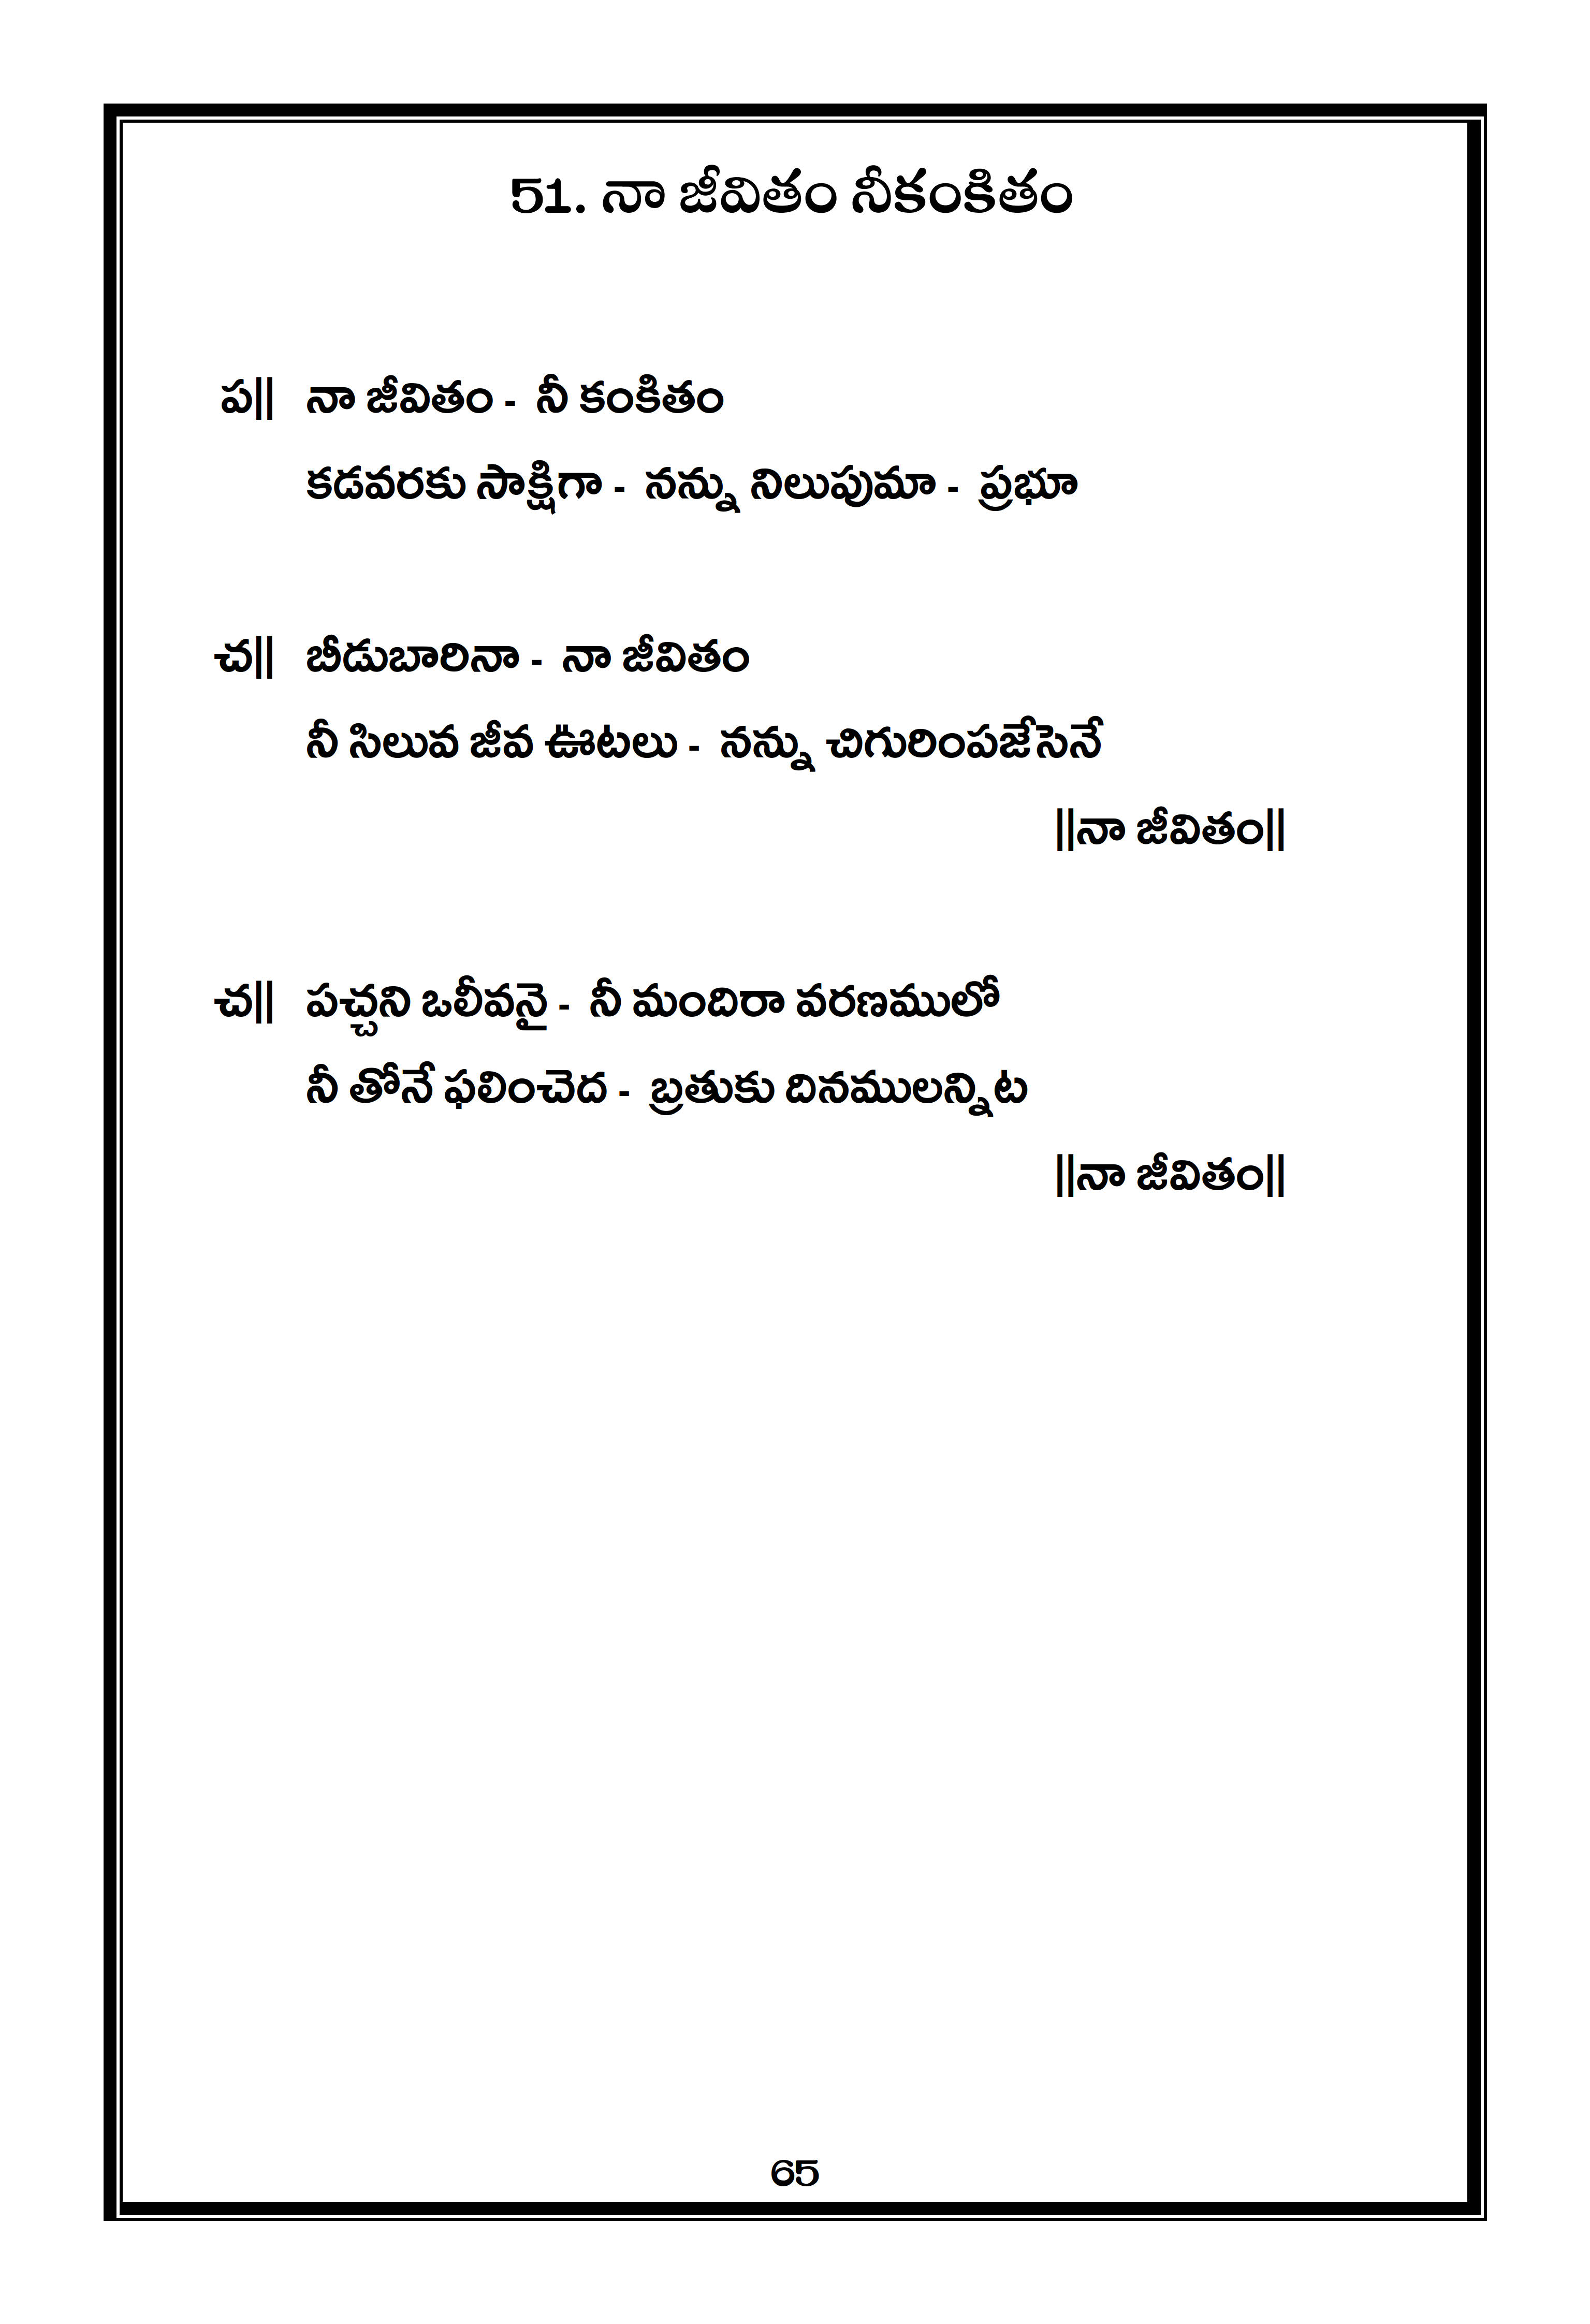 51. నా జీవితం నీకంకితం
ప|| నా జీవితం - నీ కంకితం
కడవరకు సాక్షిగా - నన్ను నిలుపుమా - ప్రభూ
చ|| బీడుబారినా - నా జీవితం
నీ సిలువ జీవ ఊటలు - నన్ను చిగురింపజేసెనే
||నా జీవితం||
చ|| పచ్చని ఒలీవనై - నీ మందిరా వరణములో
నీ తోనే ఫలించెద - బ్రతుకు దినములన్నిట
||నా జీవితం||
65